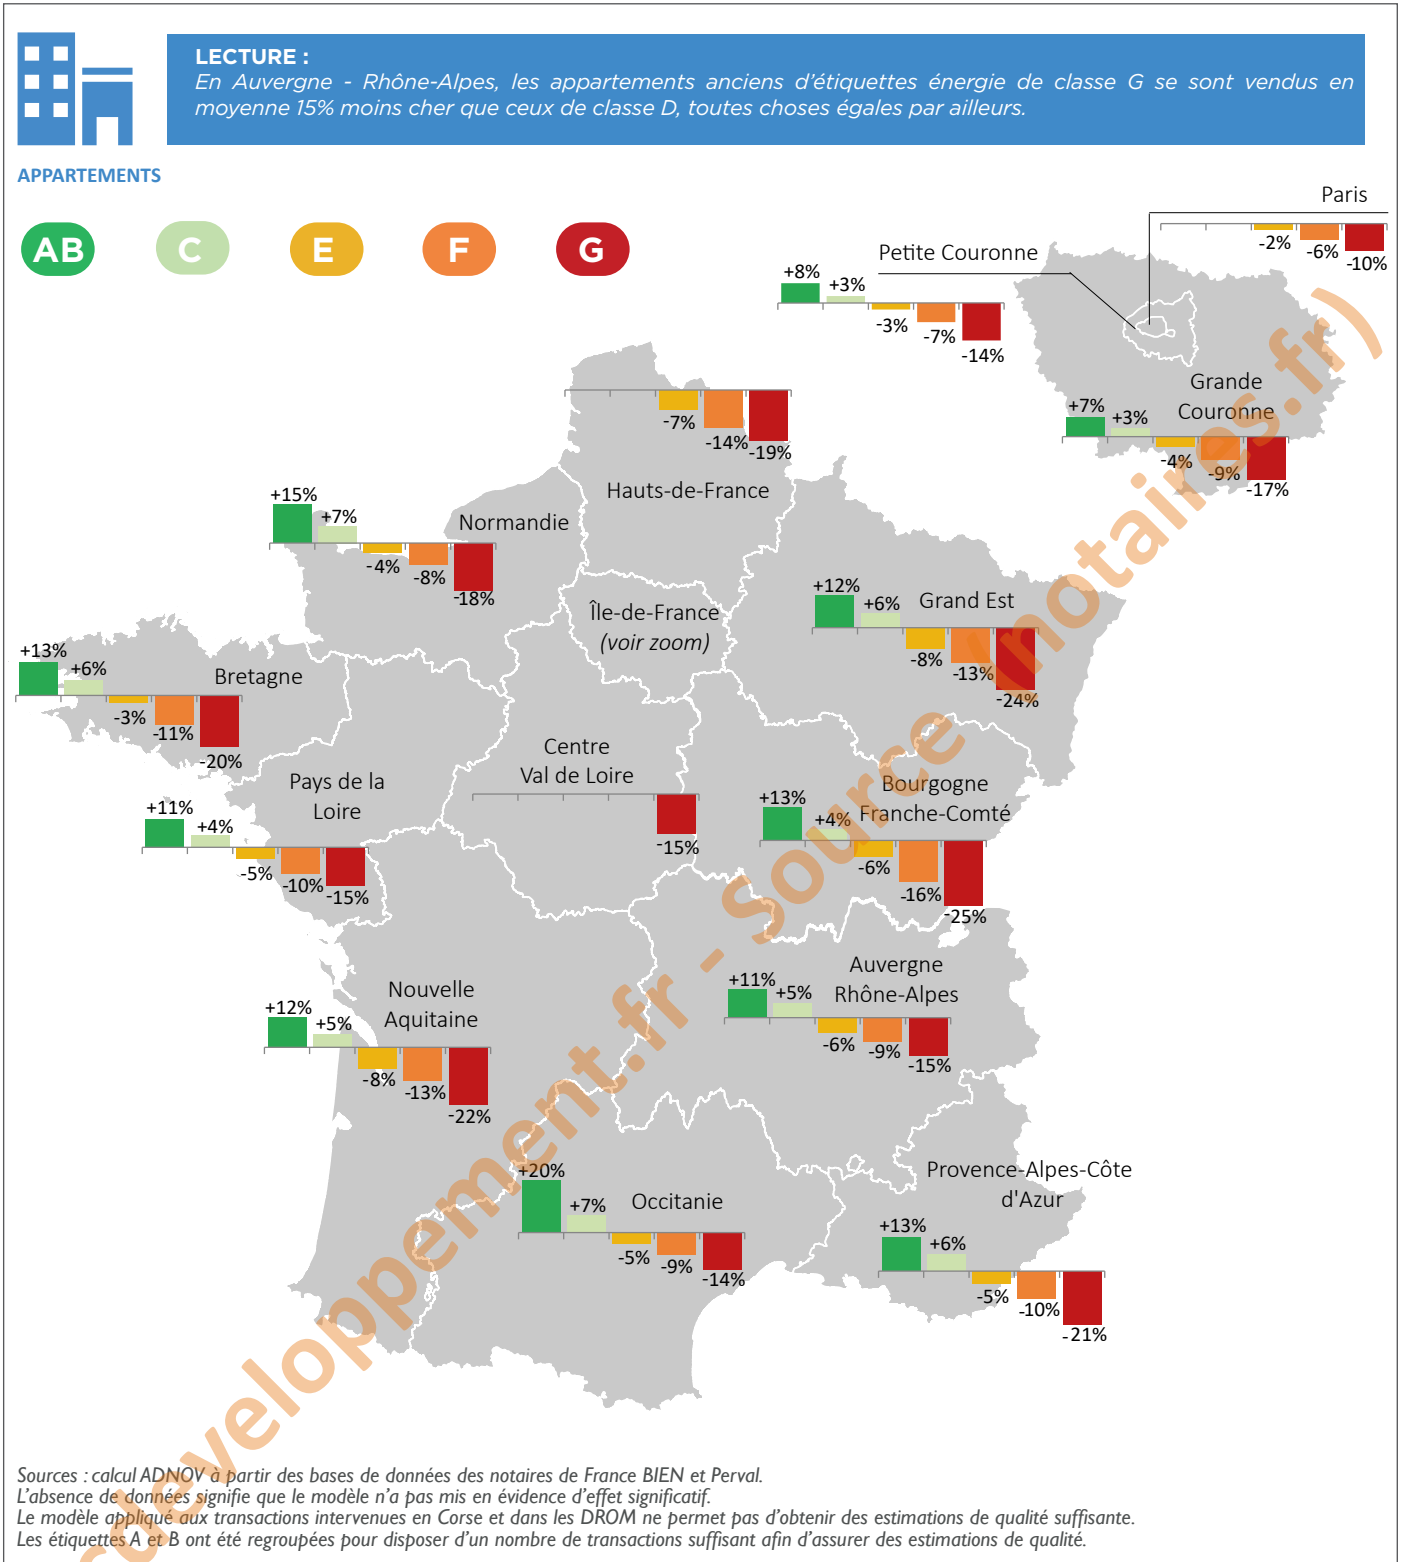 LECTURE :
En Auvergne - Rhône-Alpes, les appartements anciens d'étiquettes énergie de classe G se sont vendus en
moyenne 15% moins cher que ceux de classe D, toutes choses égales par ailleurs.
APPARTEMENTS
AB C E F G
Paris
-2% -6% -10%
Petite Couronne
+8% +3% -3% -7% -14%
Grande
Couronne
+7% +3% -4% -9% -17%
-7% -14% -19%
Hauts-de-France
+15% +7% -4% -8% -18%
Normandie
Île-de-France
(voir zoom)
+12% +6% -8% -13% -24%
Grand Est
+13% +6% -3% -11% -20%
Bretagne
Centre
Val de Loire
-15%
Pays de la
Loire
+11% +4% -5% -10% -15%
Bourgogne
Franche-Comté
+13% +4% -6% -16% -25%
Auvergne
Rhône-Alpes
+11% +5% -6% -9% -15%
Nouvelle
Aquitaine
+12% +5% -8% -13% -22%
Occitanie
+20% +7% -5% -9% -14%
Provence-Alpes-Côte
d'Azur
+13% +6% -5% -10% -21%
Sources : calcul ADNOV à partir des bases de données des notaires de France BIEN et Perval.
L'absence de données signifie que le modèle n'a pas mis en évidence d'effet significatif.
Le modèle appliqué aux transactions intervenues en Corse et dans les DROM ne permet pas d'obtenir des estimations de qualité suffisante.
Les étiquettes A et B ont été regroupées pour disposer d'un nombre de transactions suffisant afin d'assurer des estimations de qualité.
developpement.fr - Source (notaires.fr)